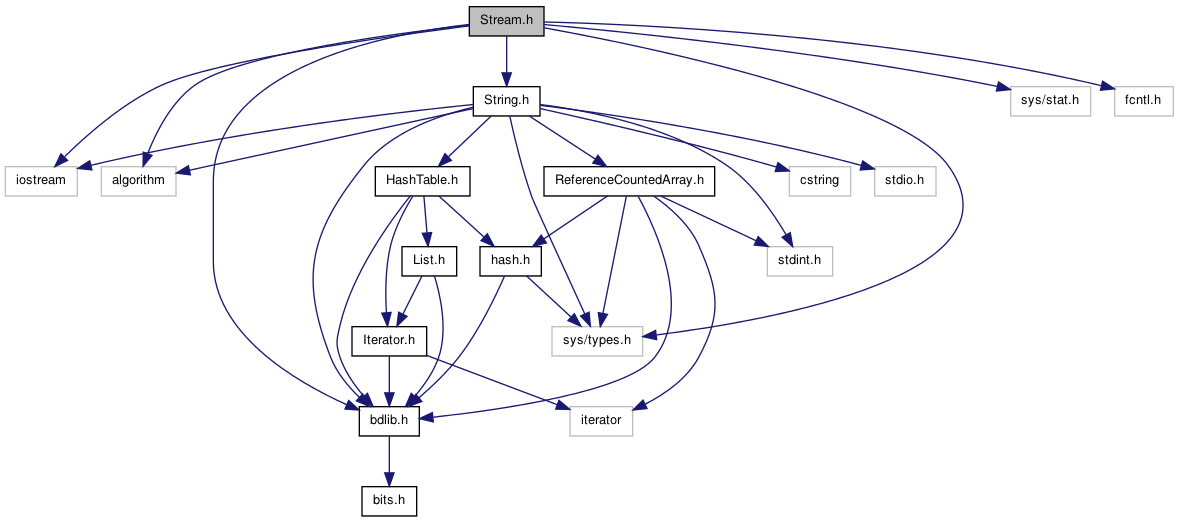 Stream.h
String.h
sys/stat.h
fcntl.h
iostream
algorithm
HashTable.h
ReferenceCountedArray.h
cstring
stdio.h
List.h
hash.h
stdint.h
Iterator.h
sys/types.h
bdlib.h
iterator
bits.h